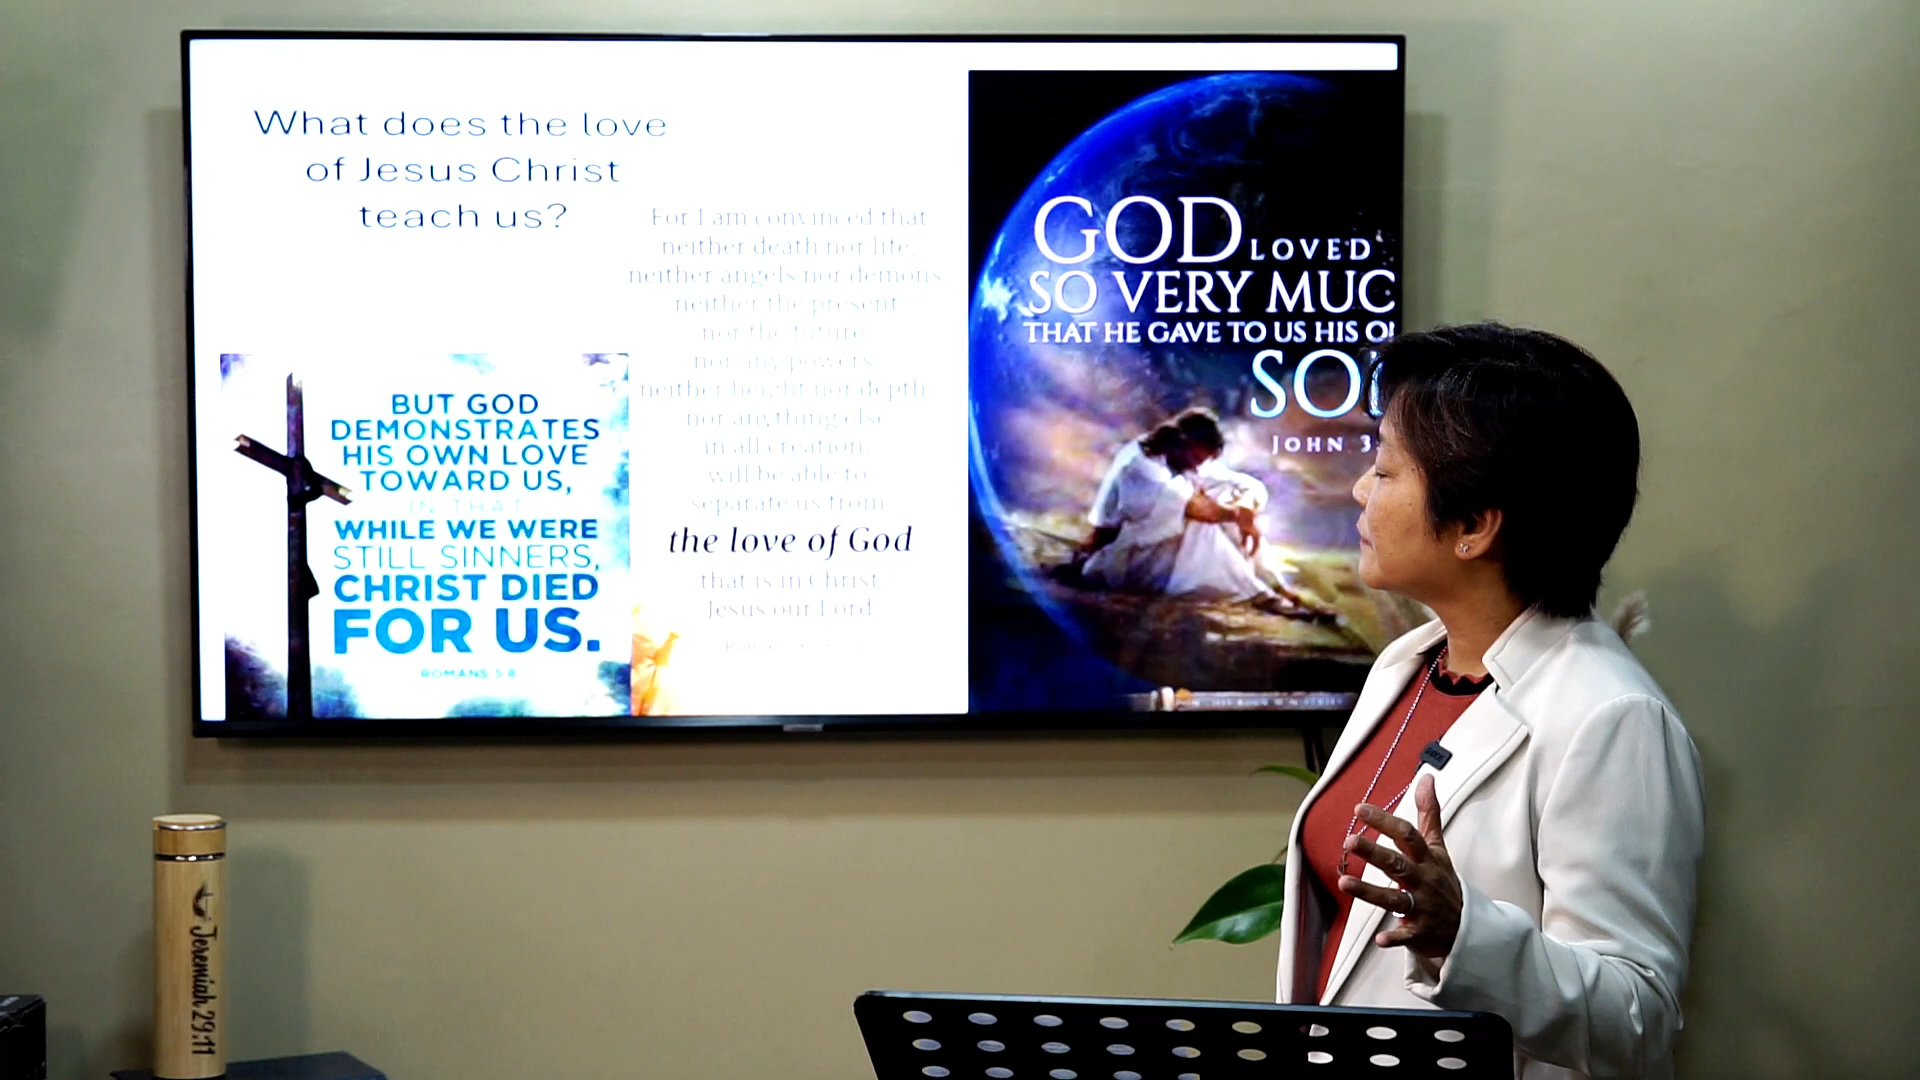 What does the love
of Jesus Christ
teach us?
BUT GOD
DEMONSTRATES
HIS OWN LOVE
TOWARD US,
IN THAT
WHILE WE WERE
STILL SINNERS,
CHRIST DIED
FOR US.
ROMANS 5:8
For I am convinced that
neither death nor life,
neither angels nor demons,
neither the present
nor the future,
nor any powers,
neither height nor depth
nor anything else
in all creation,
will be able to
separate us from
the love of God
that is in Christ
Jesus our Lord
GOD LOVED
SO VERY MUC
THAT HE GAVE TO US HIS O
SO
JOHN 3
Jeremiah 29:11